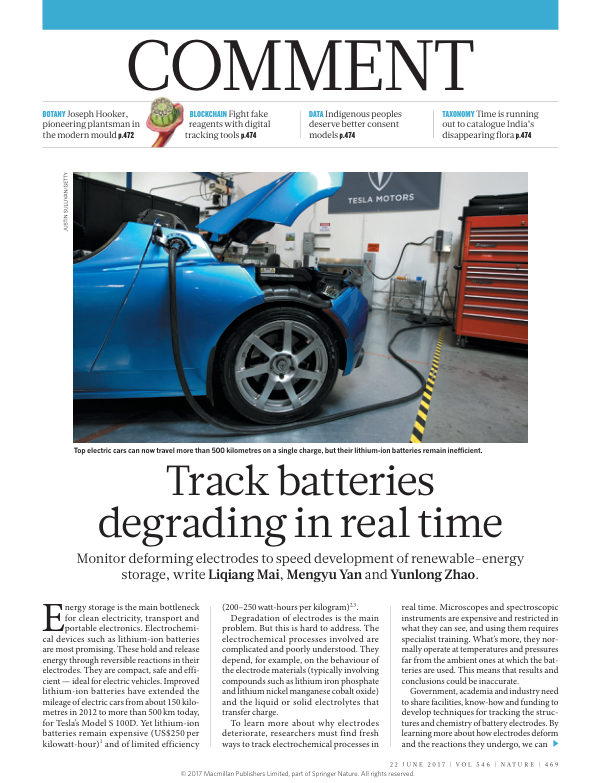 COMMENT
BOTANY Joseph Hooker,
pioneering plantsman in
the modern mould p.472
BLOCKCHAIN Fight fake
reagents with digital
tracking tools p.474
DATA Indigenous peoples
deserve better consent
models p.474
TAXONOMY Time is running
out to catalogue India's
disappearing flora p.474
JUSTIN SULLIVAN/GETTY
TESLA MOTORS
Top electric cars can now travel more than 500 kilometres on a single charge, but their lithium-ion batteries remain inefficient.
Track batteries
degrading in real time
Monitor deforming electrodes to speed development of renewable-energy
storage, write Liqiang Mai, Mengyu Yan and Yunlong Zhao.
Energy storage is the main bottleneck
for clean electricity, transport and
portable electronics. Electrochemi-
cal devices such as lithium-ion batteries
are most promising. These hold and release
energy through reversible reactions in their
electrodes. They are compact, safe and effi-
cient — ideal for electric vehicles. Improved
lithium-ion batteries have extended the
mileage of electric cars from about 150 kilo-
metres in 2012 to more than 500 km today,
for Tesla's Model S 100D. Yet lithium-ion
batteries remain expensive (US$250 per
kilowatt-hour)¹ and of limited efficiency
(200–250 watt-hours per kilogram)²,³.
Degradation of electrodes is the main
problem. But this is hard to address. The
electrochemical processes involved are
complicated and poorly understood. They
depend, for example, on the behaviour of
the electrode materials (typically involving
compounds such as lithium iron phosphate
and lithium nickel manganese cobalt oxide)
and the liquid or solid electrolytes that
transfer charge.
To learn more about why electrodes
deteriorate, researchers must find fresh
ways to track electrochemical processes in
real time. Microscopes and spectroscopic
instruments are expensive and restricted in
what they can see, and using them requires
specialist training. What's more, they nor-
mally operate at temperatures and pressures
far from the ambient ones at which the bat-
teries are used. This means that results and
conclusions could be inaccurate.
Government, academia and industry need
to share facilities, know-how and funding to
develop techniques for tracking the struc-
tures and chemistry of battery electrodes. By
learning more about how electrodes deform
and the reactions they undergo, we can
22 JUNE 2017 | VOL 546 | NATURE | 469
© 2017 Macmillan Publishers Limited, part of Springer Nature. All rights reserved.